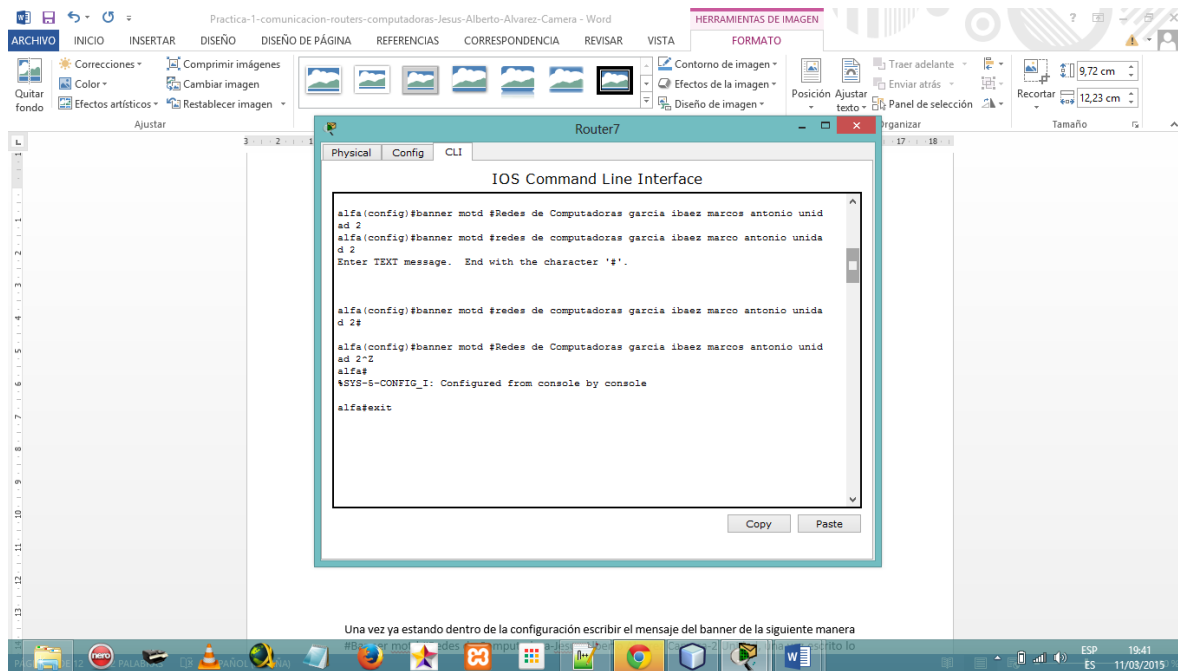 Practica-1-comunicacion-routers-computadoras-Jesus-Alberto-Alvarez-Camera - Word
HERRAMIENTAS DE IMAGEN
ARCHIVO INICIO INSERTAR DISEÑO DISEÑO DE PÁGINA REFERENCIAS CORRESPONDENCIA REVISAR VISTA FORMATO
Quitar fondo
Correcciones
Color
Efectos artísticos
Comprimir imágenes
Cambiar imagen
Restablecer imagen
Ajustar
Contorno de imagen
Efectos de la imagen
Diseño de imagen
Posición
Ajustar texto
Traer adelante
Enviar atrás
Panel de selección
Organizar
Recortar
9,72 cm
12,23 cm
Tamaño
Router7
Physical Config CLI
IOS Command Line Interface
alfa(config)#banner motd #Redes de Computadoras garcia ibaez marcos antonio unid
ad 2
alfa(config)#banner motd #redes de computadoras garcia ibaez marco antonio unida
d 2
Enter TEXT message. End with the character '#'.
alfa(config)#banner motd #redes de computadoras garcia ibaez marco antonio unida
d 2#
alfa(config)#banner motd #Redes de Computadoras garcia ibaez marcos antonio unid
ad 2^Z
alfa#
%SYS-5-CONFIG_I: Configured from console by console
alfa#exit
Copy Paste
Una vez ya estando dentro de la configuración escribir el mensaje del banner de la siguiente manera
ESP
ES
19:41
11/03/2015